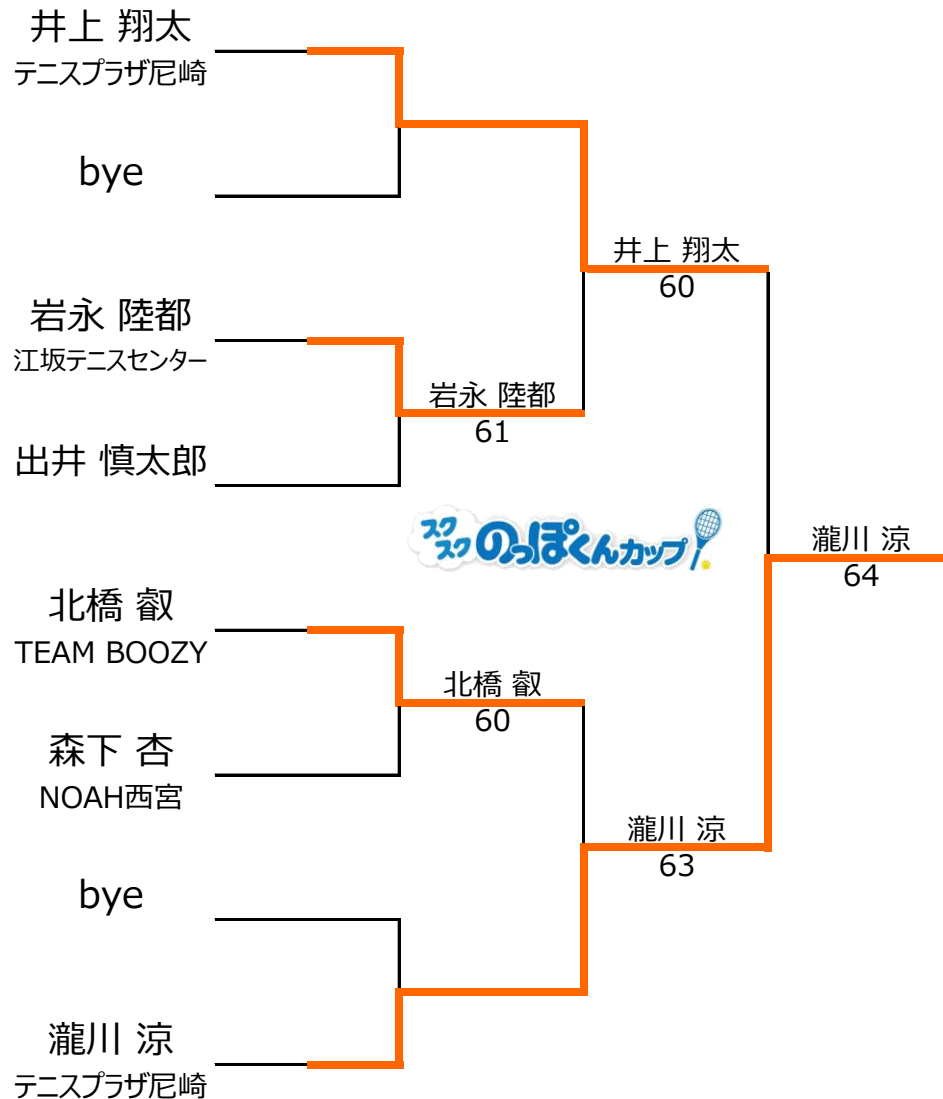 井上 翔太
テニスプラザ尼崎
bye
井上 翔太
60
岩永 陸都
江坂テニスセンター
岩永 陸都
61
出井 慎太郎
スクスクのっぽくんカップ
瀧川 涼
64
北橋 叡
TEAM BOOZY
北橋 叡
60
森下 杏
NOAH西宮
瀧川 涼
63
bye
瀧川 涼
テニスプラザ尼崎